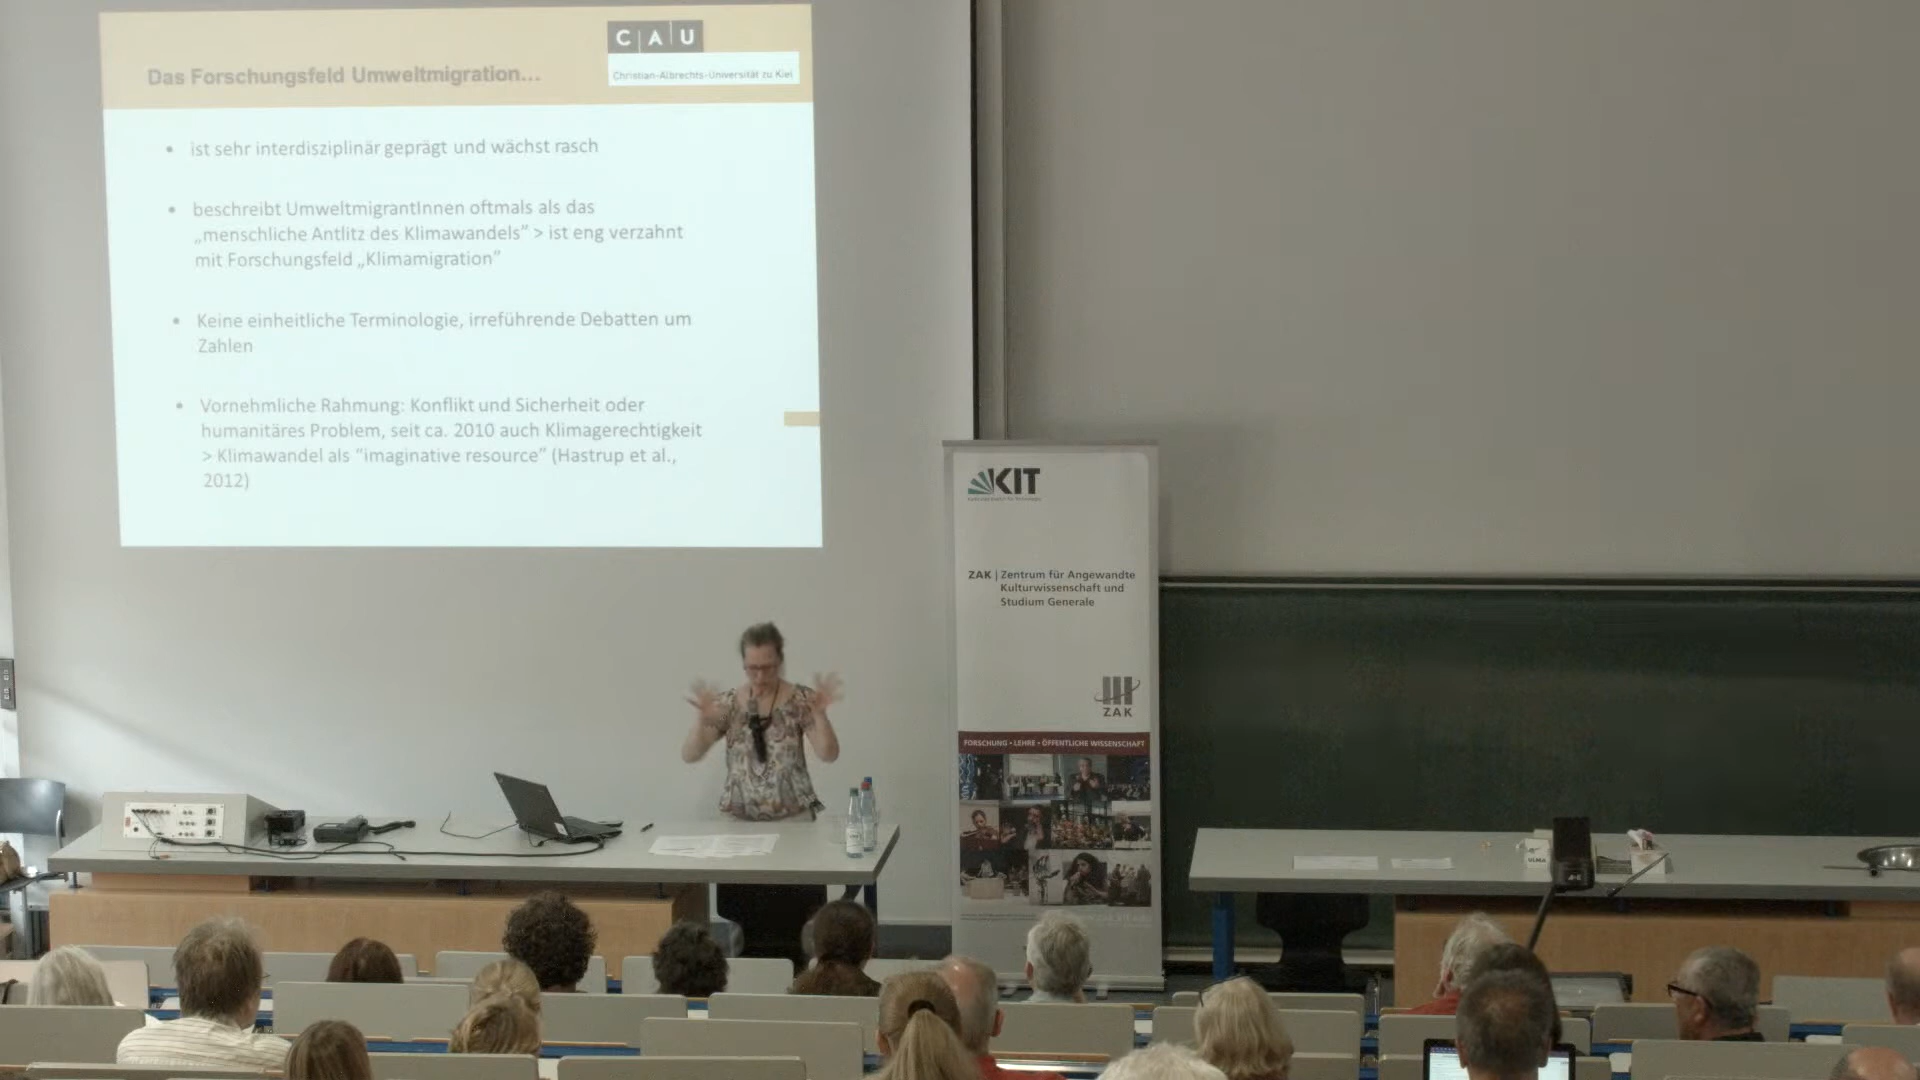 Das Forschungsfeld Umweltmigration...
C|A|U
Christian-Albrechts-Universität zu Kiel
• ist sehr interdisziplinär geprägt und wächst rasch
• beschreibt UmweltmigrantInnen oftmals als das
„menschliche Antlitz des Klimawandels” > ist eng verzahnt
mit Forschungsfeld „Klimamigration”
• Keine einheitliche Terminologie, irreführende Debatten um
Zahlen
• Vornehmliche Rahmung: Konflikt und Sicherheit oder
humanitäres Problem, seit ca. 2010 auch Klimagerechtigkeit
> Klimawandel als “imaginative resource” (Hastrup et al.,
2012)
KIT
ZAK | Zentrum für Angewandte
Kulturwissenschaft und
Studium Generale
ZAK
FORSCHUNG • LEHRE • ÖFFENTLICHE WISSENSCHAFT
ULMA